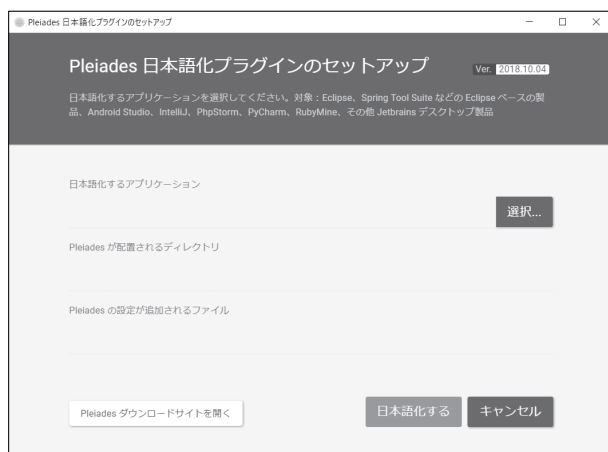 Pleiades 日本語化プラグインのセットアップ
Pleiades 日本語化プラグインのセットアップ
Ver. 2018.10.04
日本語化するアプリケーションを選択してください。対象：Eclipse、Spring Tool Suite などの Eclipse ベースの製
品、Android Studio、IntelliJ、PhpStorm、PyCharm、RubyMine、その他 Jetbrains デスクトップ製品
日本語化するアプリケーション
選択...
Pleiades が配置されるディレクトリ
Pleiades の設定が追加されるファイル
Pleiades ダウンロードサイトを開く
日本語化する
キャンセル